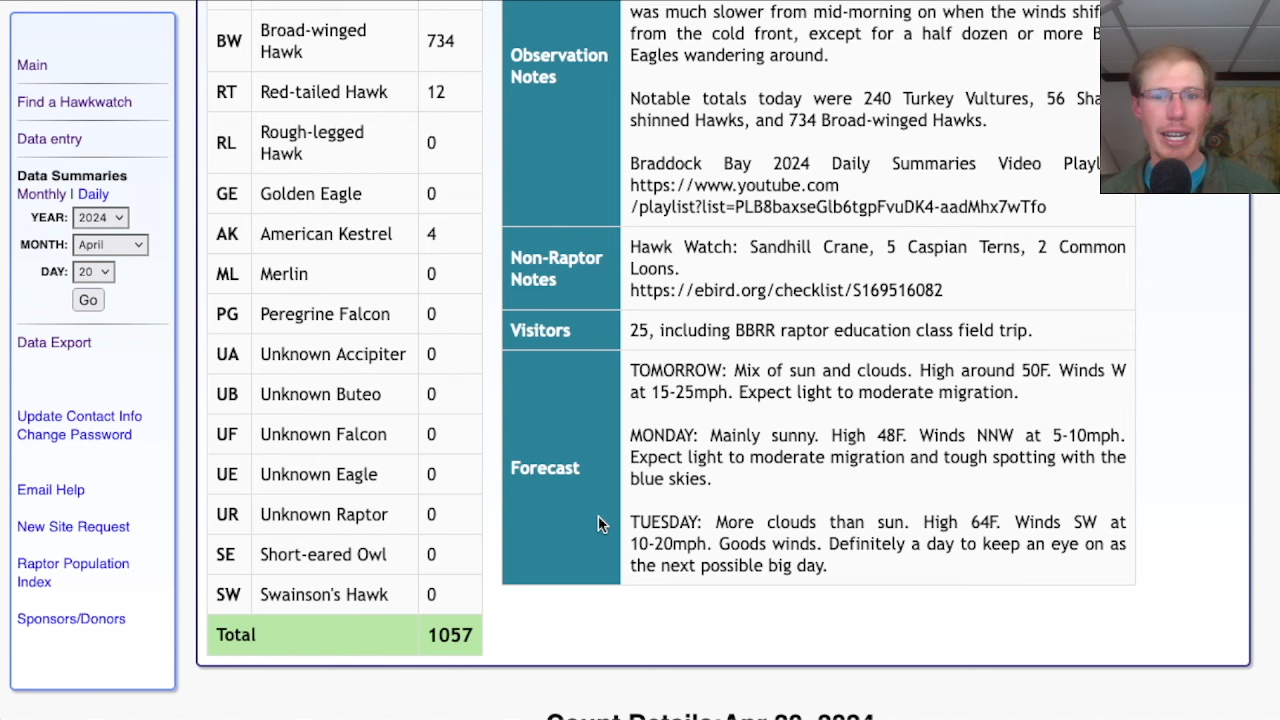 Main
Find a Hawkwatch
Data entry
Data Summaries
Monthly | Daily
YEAR: 2024
MONTH: April
DAY: 20
Go
Data Export
Update Contact Info
Change Password
Email Help
New Site Request
Raptor Population
Index
Sponsors/Donors
BW Broad-winged
Hawk 734
RT Red-tailed Hawk 12
RL Rough-legged
Hawk 0
GE Golden Eagle 0
AK American Kestrel 4
ML Merlin 0
PG Peregrine Falcon 0
UA Unknown Accipiter 0
UB Unknown Buteo 0
UF Unknown Falcon 0
UE Unknown Eagle 0
UR Unknown Raptor 0
SE Short-eared Owl 0
SW Swainson's Hawk 0
Total 1057
Observation
Notes
was much slower from mid-morning on when the winds
from the cold front, except for a half dozen or more
Eagles wandering around.
Notable totals today were 240 Turkey Vultures, 56
shinned Hawks, and 734 Broad-winged Hawks.
Braddock Bay 2024 Daily Summaries Video
https://www.youtube.com
/playlist?list=PLB8baxseGlb6tgpFvuDK4-aadMhx7wTfo
Non-Raptor
Notes
Hawk Watch: Sandhill Crane, 5 Caspian Terns, 2 Common
Loons.
https://ebird.org/checklist/S169516082
Visitors
25, including BBRR raptor education class field trip.
Forecast
TOMORROW: Mix of sun and clouds. High around 50F. Winds W
at 15-25mph. Expect light to moderate migration.
MONDAY: Mainly sunny. High 48F. Winds NNW at 5-10mph.
Expect light to moderate migration and tough spotting with the
blue skies.
TUESDAY: More clouds than sun. High 64F. Winds SW at
10-20mph. Goods winds. Definitely a day to keep an eye on as
the next possible big day.
Count Details: Apr 20, 2024